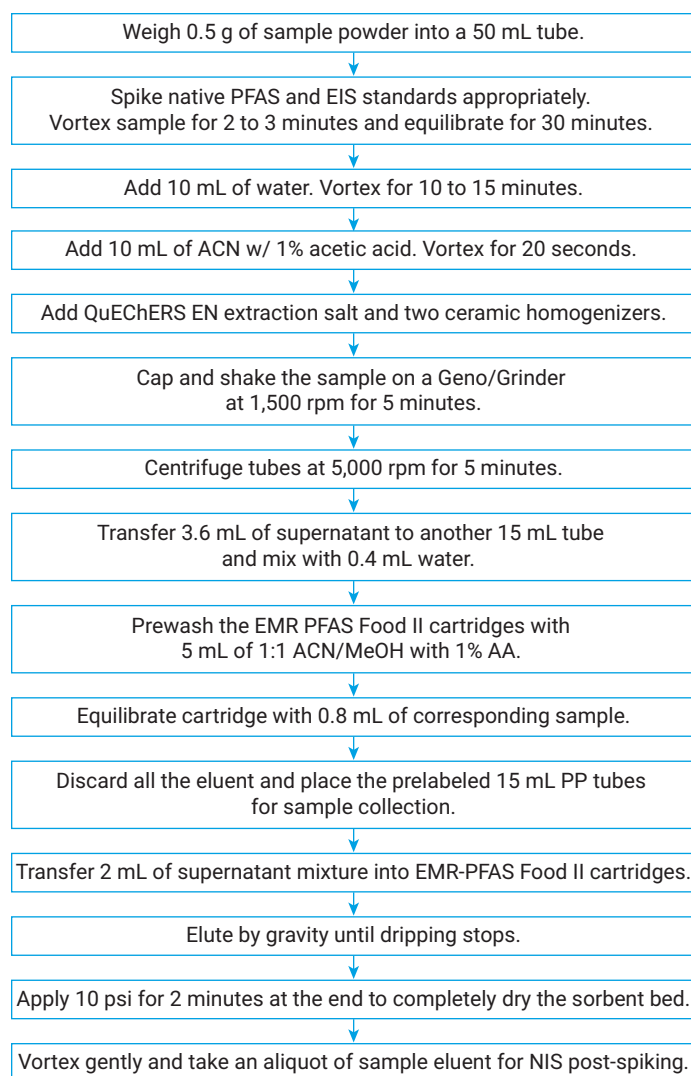 Weigh 0.5 g of sample powder into a 50 mL tube.
Spike native PFAS and EIS standards appropriately.
Vortex sample for 2 to 3 minutes and equilibrate for 30 minutes.
Add 10 mL of water. Vortex for 10 to 15 minutes.
Add 10 mL of ACN w/ 1% acetic acid. Vortex for 20 seconds.
Add QuEChERS EN extraction salt and two ceramic homogenizers.
Cap and shake the sample on a Geno/Grinder
at 1,500 rpm for 5 minutes.
Centrifuge tubes at 5,000 rpm for 5 minutes.
Transfer 3.6 mL of supernatant to another 15 mL tube
and mix with 0.4 mL water.
Prewash the EMR PFAS Food II cartridges with
5 mL of 1:1 ACN/MeOH with 1% AA.
Equilibrate cartridge with 0.8 mL of corresponding sample.
Discard all the eluent and place the prelabeled 15 mL PP tubes
for sample collection.
Transfer 2 mL of supernatant mixture into EMR-PFAS Food II cartridges.
Elute by gravity until dripping stops.
Apply 10 psi for 2 minutes at the end to completely dry the sorbent bed.
Vortex gently and take an aliquot of sample eluent for NIS post-spiking.